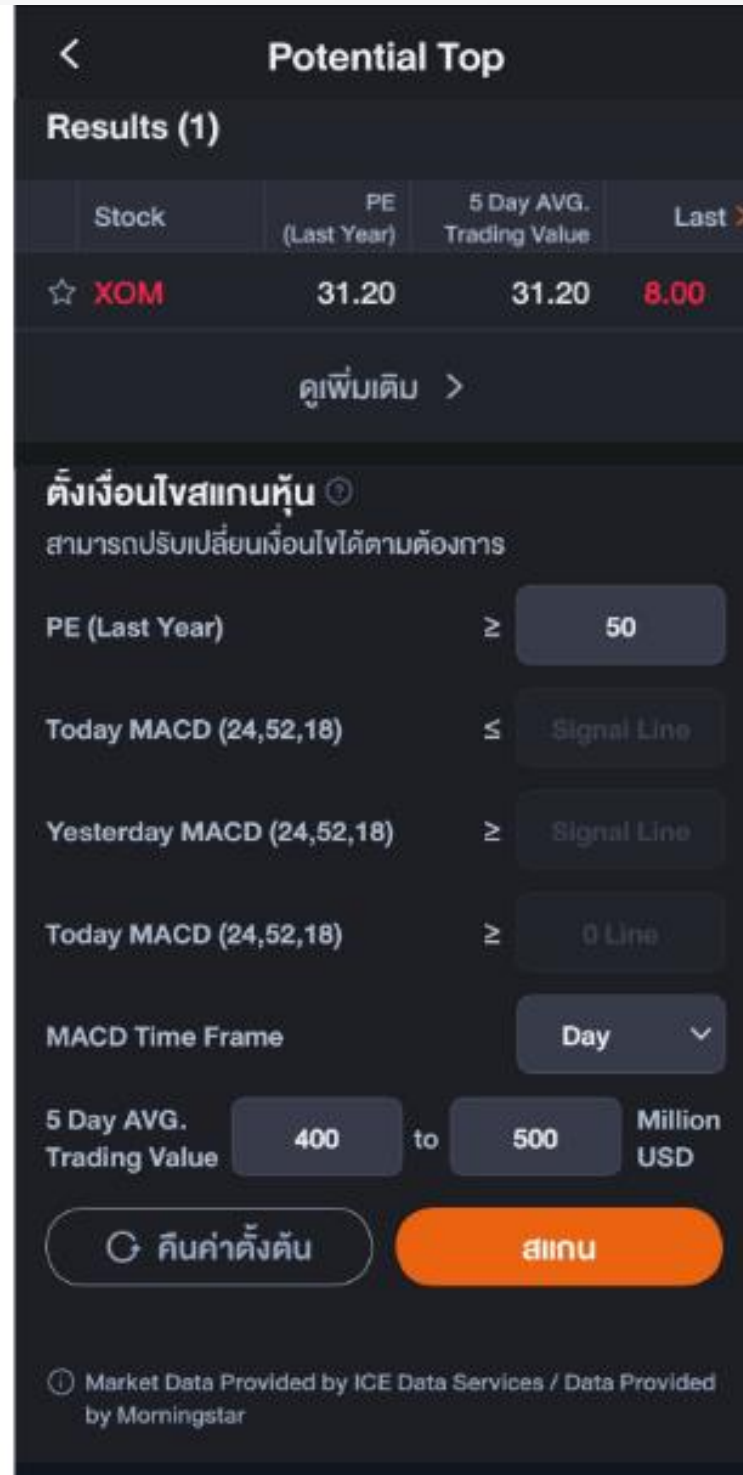 Potential Top
Results (1)
Stock PE (Last Year) 5 Day AVG. Trading Value Last
XOM 31.20 31.20 8.00
ดูเพิ่มเติม
ตั้งเงื่อนไขสแกนหุ้น
สามารถปรับเปลี่ยนเงื่อนไขได้ตามต้องการ
PE (Last Year) ≥ 50
Today MACD (24,52,18) ≤ Signal Line
Yesterday MACD (24,52,18) ≥ Signal Line
Today MACD (24,52,18) ≥ 0 Line
MACD Time Frame Day
5 Day AVG. Trading Value 400 to 500 Million USD
คืนค่าตั้งต้น สแกน
Market Data Provided by ICE Data Services / Data Provided
by Morningstar